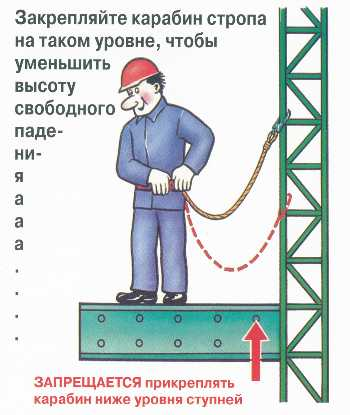 Закрепляйте карабин стропа
на таком уровне, чтобы
уменьшить
высоту
свободного
паде-
ни-
я
а
а
а
.
.
.
.
ЗАПРЕЩАЕТСЯ прикреплять
карабин ниже уровня ступней